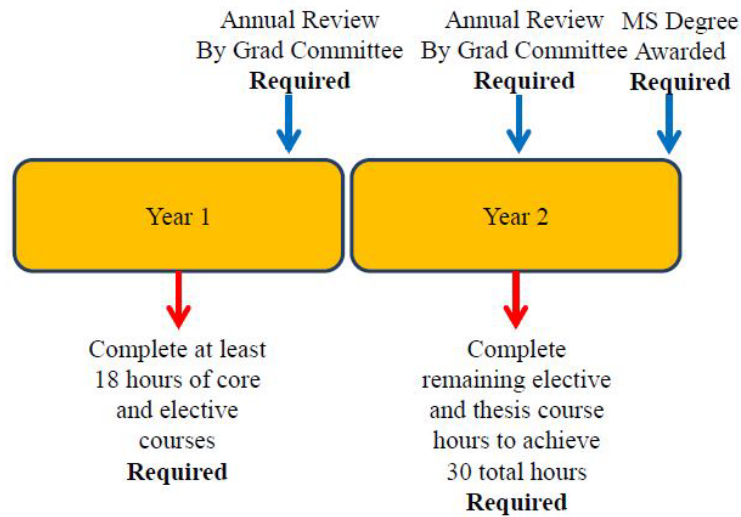 Annual Review
By Grad Committee
Required
Annual Review
By Grad Committee
Required
MS Degree
Awarded
Required
Year 1
Year 2
Complete at least
18 hours of core
and elective
courses
Required
Complete
remaining elective
and thesis course
hours to achieve
30 total hours
Required